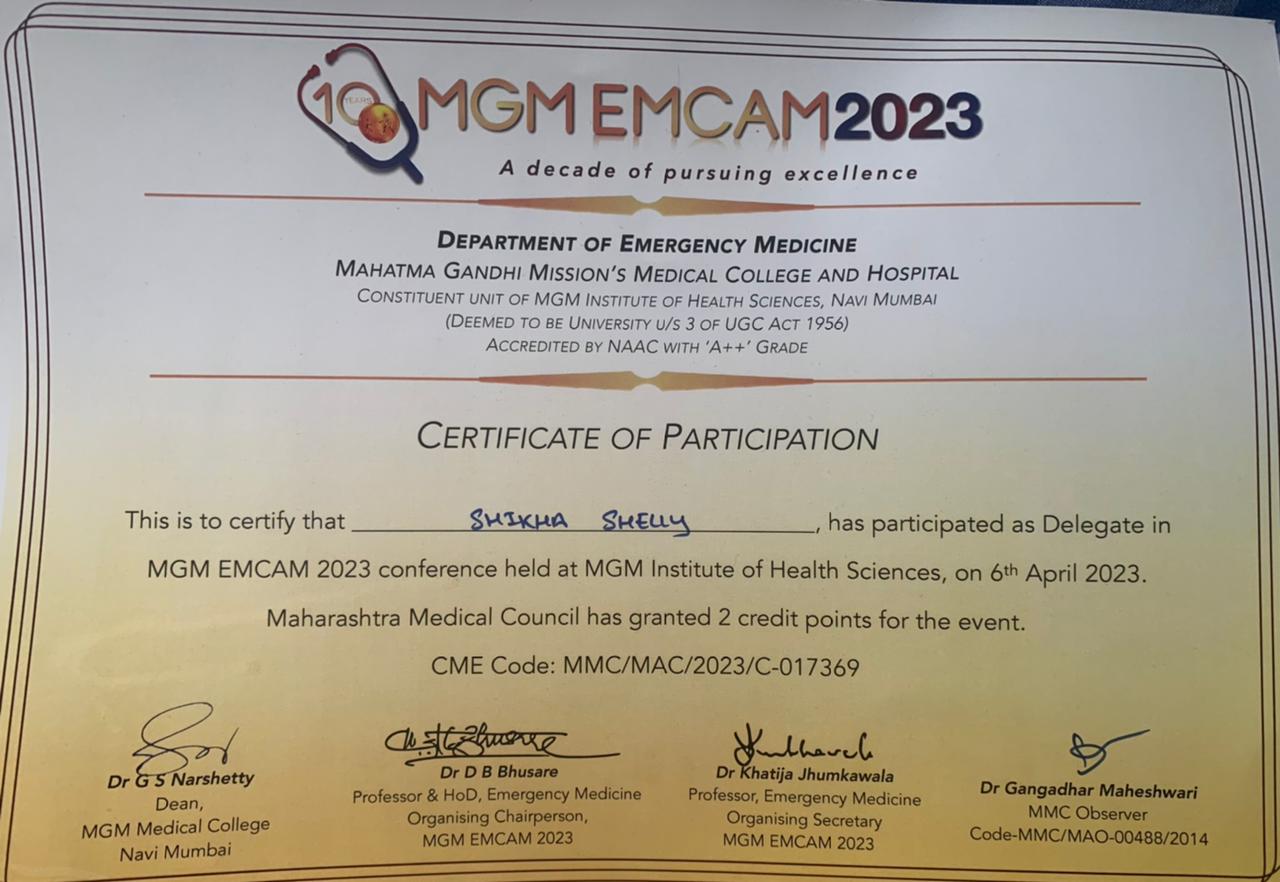 10 YEARS
MGM EMCAM 2023
A decade of pursuing excellence
DEPARTMENT OF EMERGENCY MEDICINE
MAHATMA GANDHI MISSION'S MEDICAL COLLEGE AND HOSPITAL
CONSTITUENT UNIT OF MGM INSTITUTE OF HEALTH SCIENCES, NAVI MUMBAI
(DEEMED TO BE UNIVERSITY U/S 3 OF UGC ACT 1956)
ACCREDITED BY NAAC WITH 'A++' GRADE
CERTIFICATE OF PARTICIPATION
This is to certify that SHIKHA SHELLY, has participated as Delegate in
MGM EMCAM 2023 conference held at MGM Institute of Health Sciences, on 6th April 2023.
Maharashtra Medical Council has granted 2 credit points for the event.
CME Code: MMC/MAC/2023/C-017369
Dr G S Narshetty
Dean,
MGM Medical College
Navi Mumbai
Dr D B Bhusare
Professor & HoD, Emergency Medicine
Organising Chairperson,
MGM EMCAM 2023
Dr Khatija Jhumkawala
Professor, Emergency Medicine
Organising Secretary
MGM EMCAM 2023
Dr Gangadhar Maheshwari
MMC Observer
Code-MMC/MAO-00488/2014